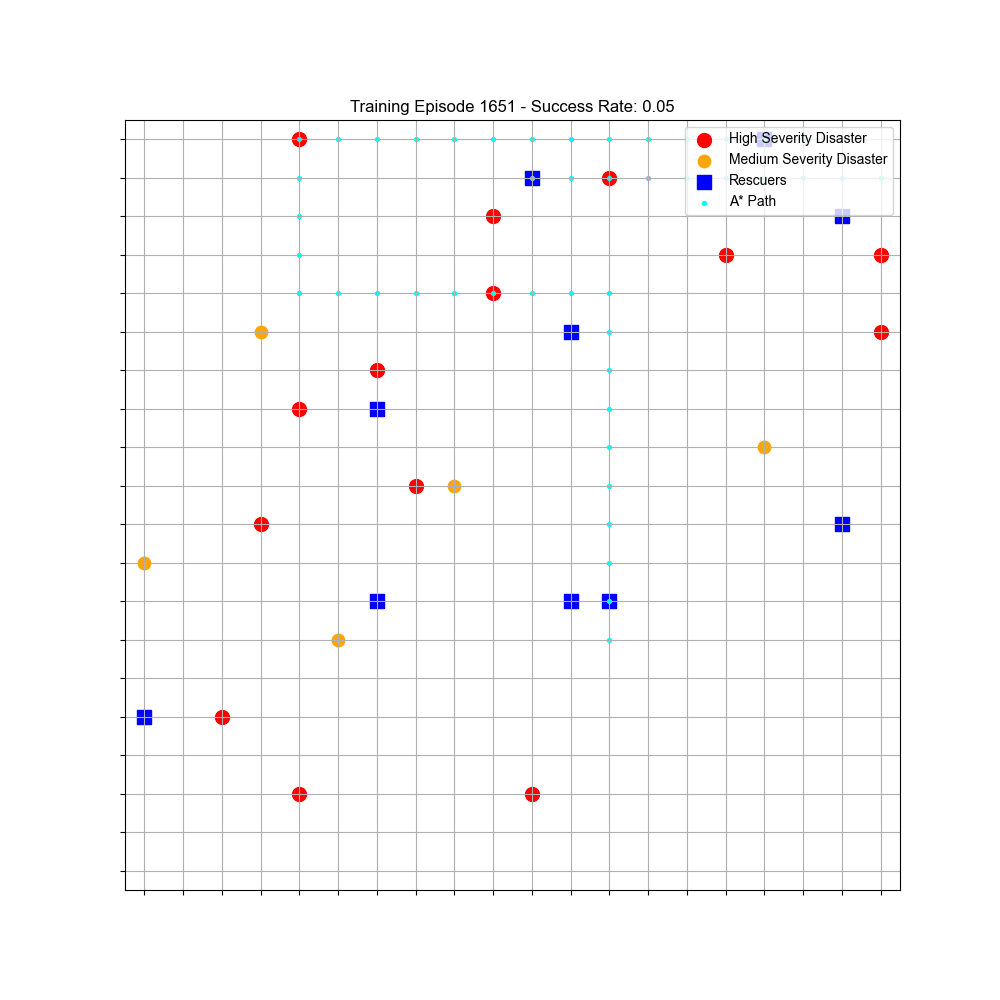 Training Episode 1651 - Success Rate: 0.05
High Severity Disaster
Medium Severity Disaster
Rescuers
A* Path